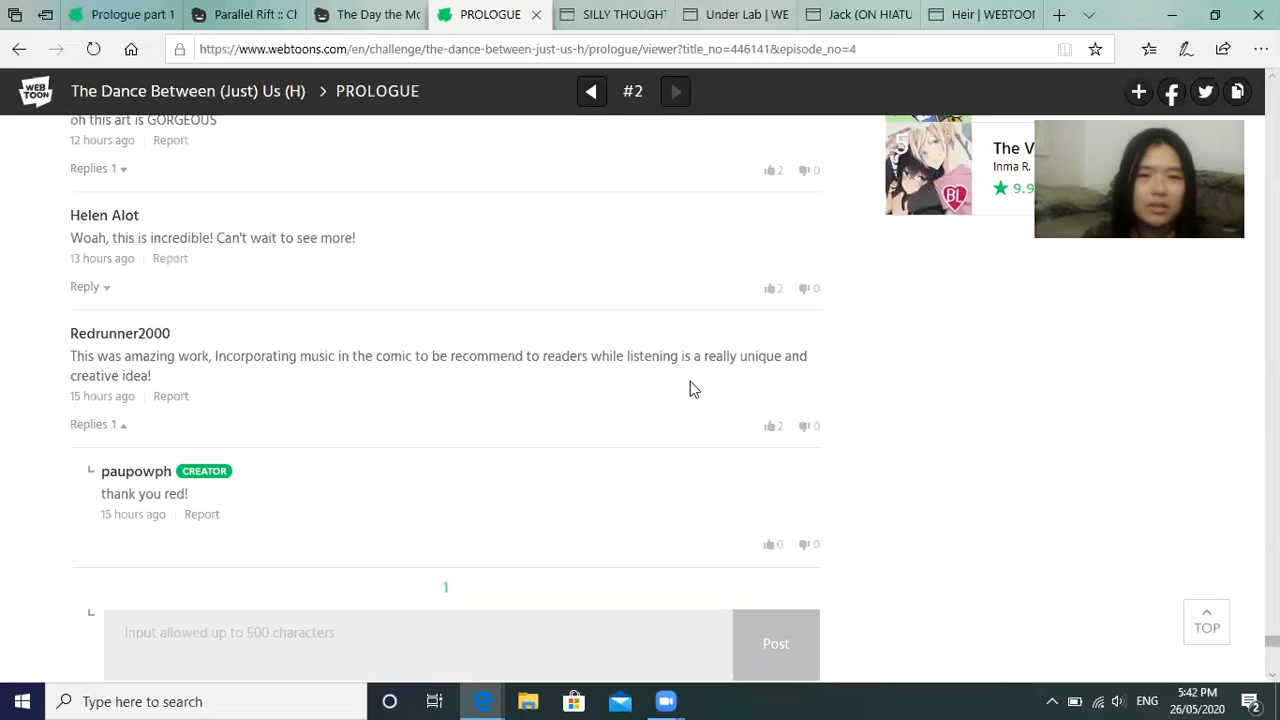 Prologue part 1
Parallel Rift :: Cl
The Day the Mo
PROLOGUE
SILLY THOUGHT
Under Lab | WE
Jack (ON HIATU
Heir | WEBTOON
https://www.webtoons.com/en/challenge/the-dance-between-just-us-h/prologue/viewer?title_no=446141&episode_no=4
WEB TOON
The Dance Between (Just) Us (H) > PROLOGUE
#2
oh this art is GORGEOUS
12 hours ago | Report
Replies 1
2 0
5
BL
The V
Inma R.
9.9
Helen Alot
Woah, this is incredible! Can't wait to see more!
13 hours ago | Report
Reply
2 0
Redrunner2000
This was amazing work, Incorporating music in the comic to be recommend to readers while listening is a really unique and
creative idea!
15 hours ago | Report
Replies 1
2 0
paupowph CREATOR
thank you red!
15 hours ago | Report
0 0
1
Input allowed up to 500 characters
Post
TOP
Type here to search
ENG
5:42 PM
26/05/2020
2